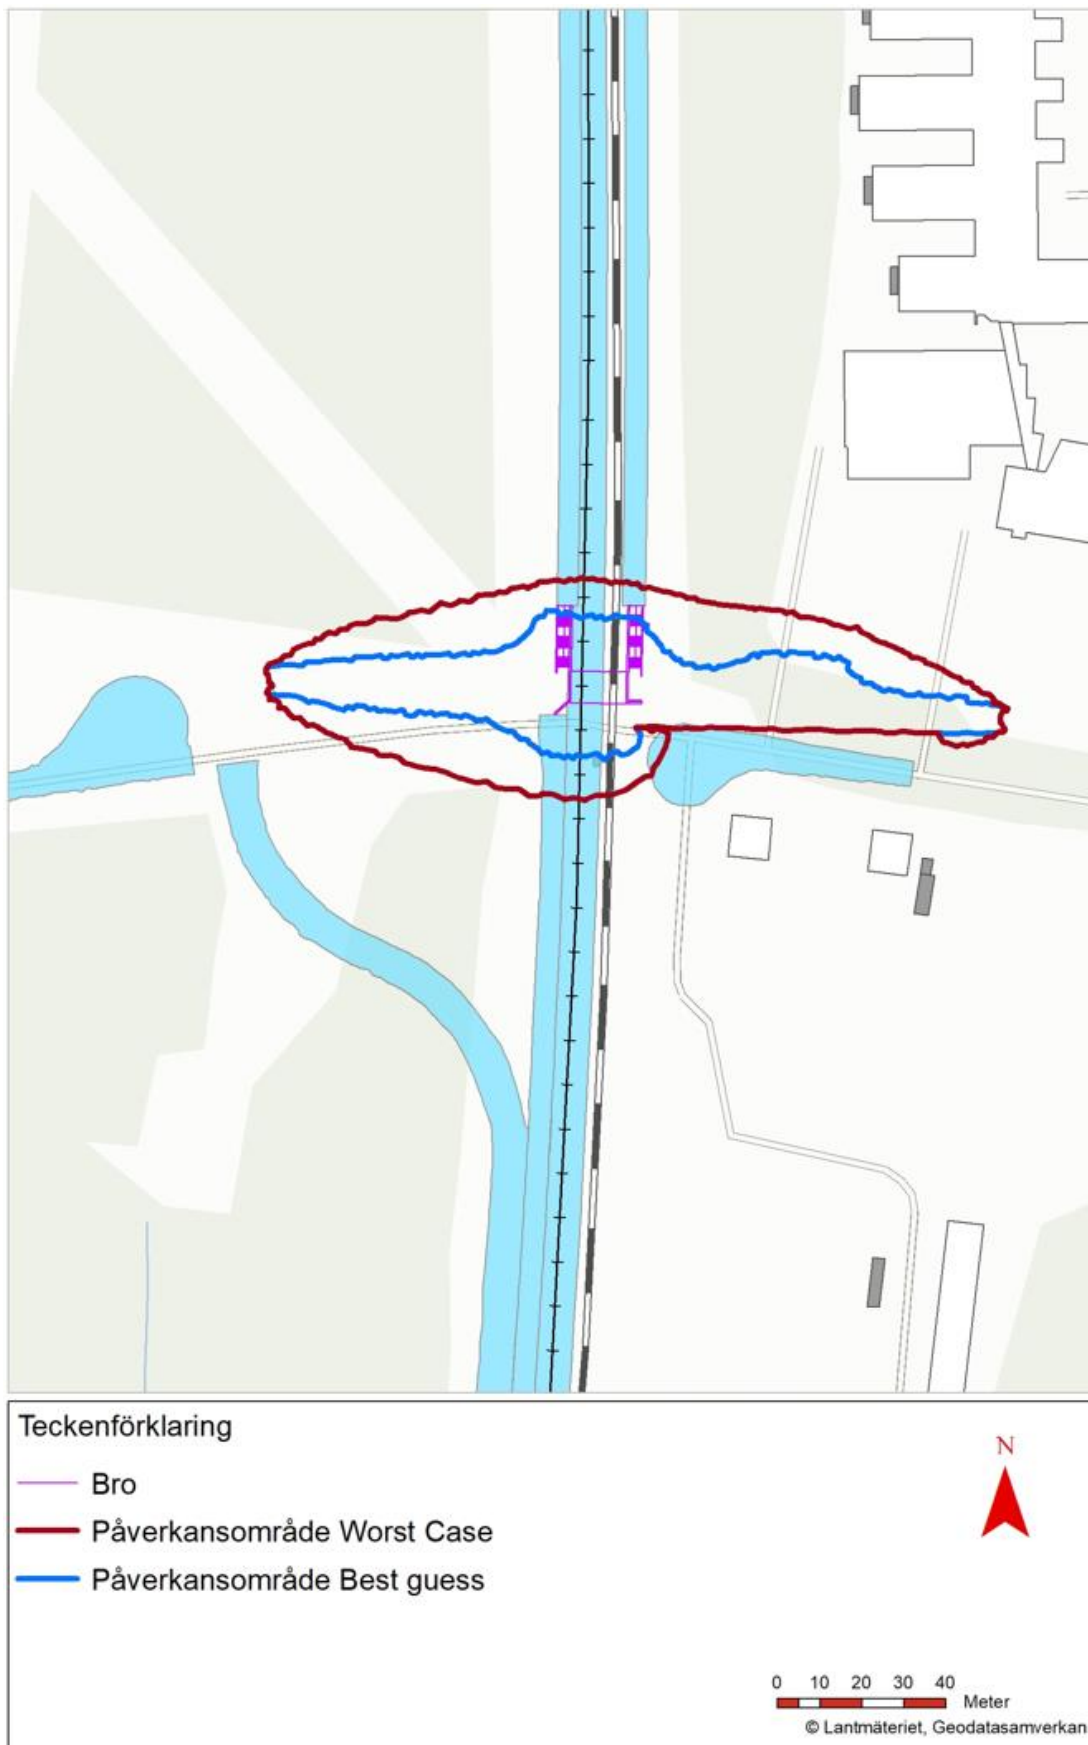 Teckenförklaring
N
Bro
Påverkansområde Worst Case
Påverkansområde Best guess
0 10 20 30 40
Meter
© Lantmäteriet, Geodatasamverkan